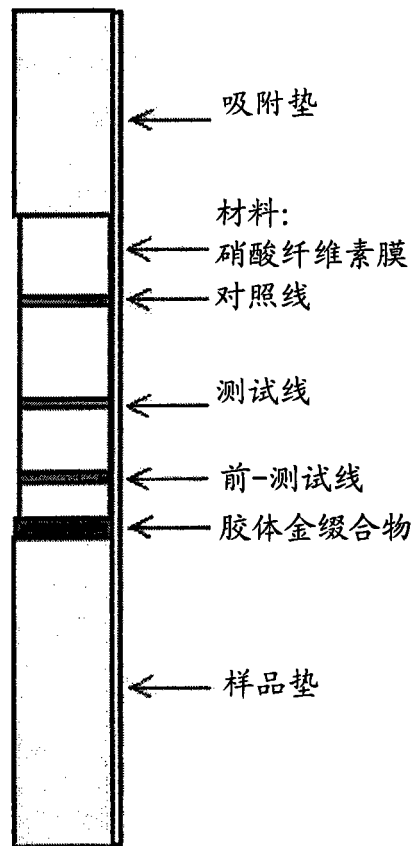 吸附垫
材料:
硝酸纤维素膜
对照线
测试线
前-测试线
胶体金缀合物
样品垫